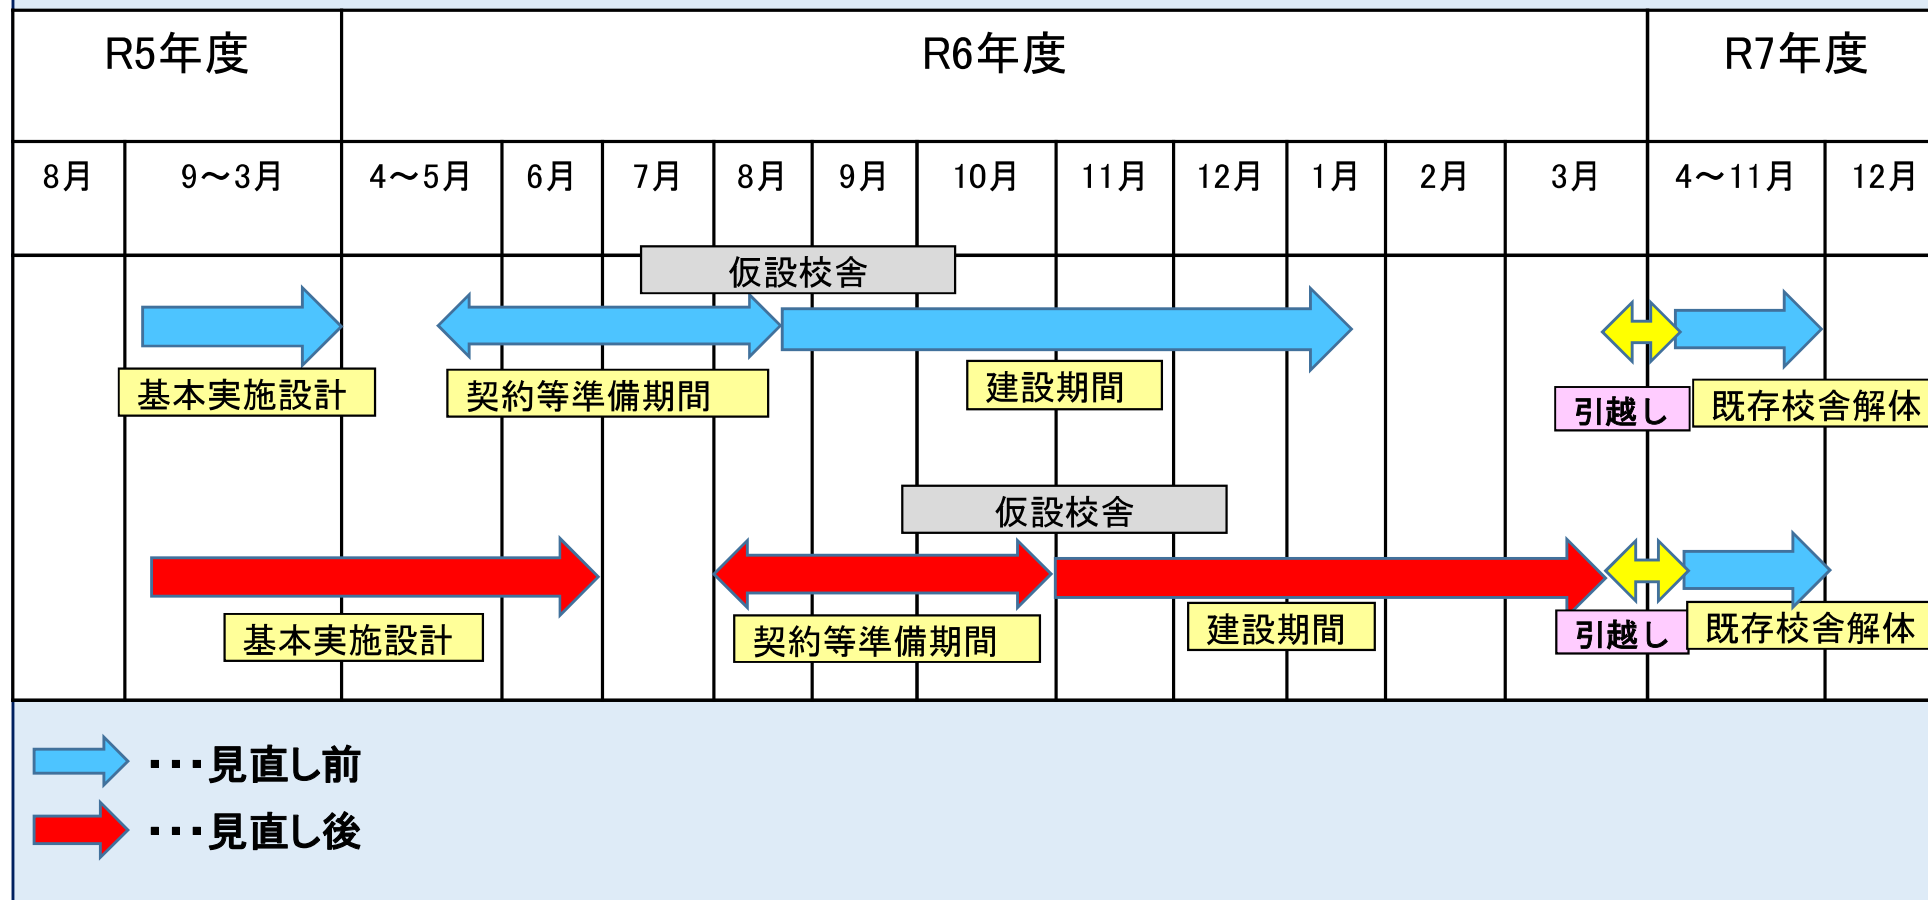 R5年度 R6年度 R7年度
8月 9～3月 4～5月 6月 7月 8月 9月 10月 11月 12月 1月 2月 3月 4～11月 12月
仮設校舎
基本実施設計 契約等準備期間 建設期間 引越し 既存校舎解体
仮設校舎
基本実施設計 契約等準備期間 建設期間 引越し 既存校舎解体
･･･見直し前
･･･見直し後